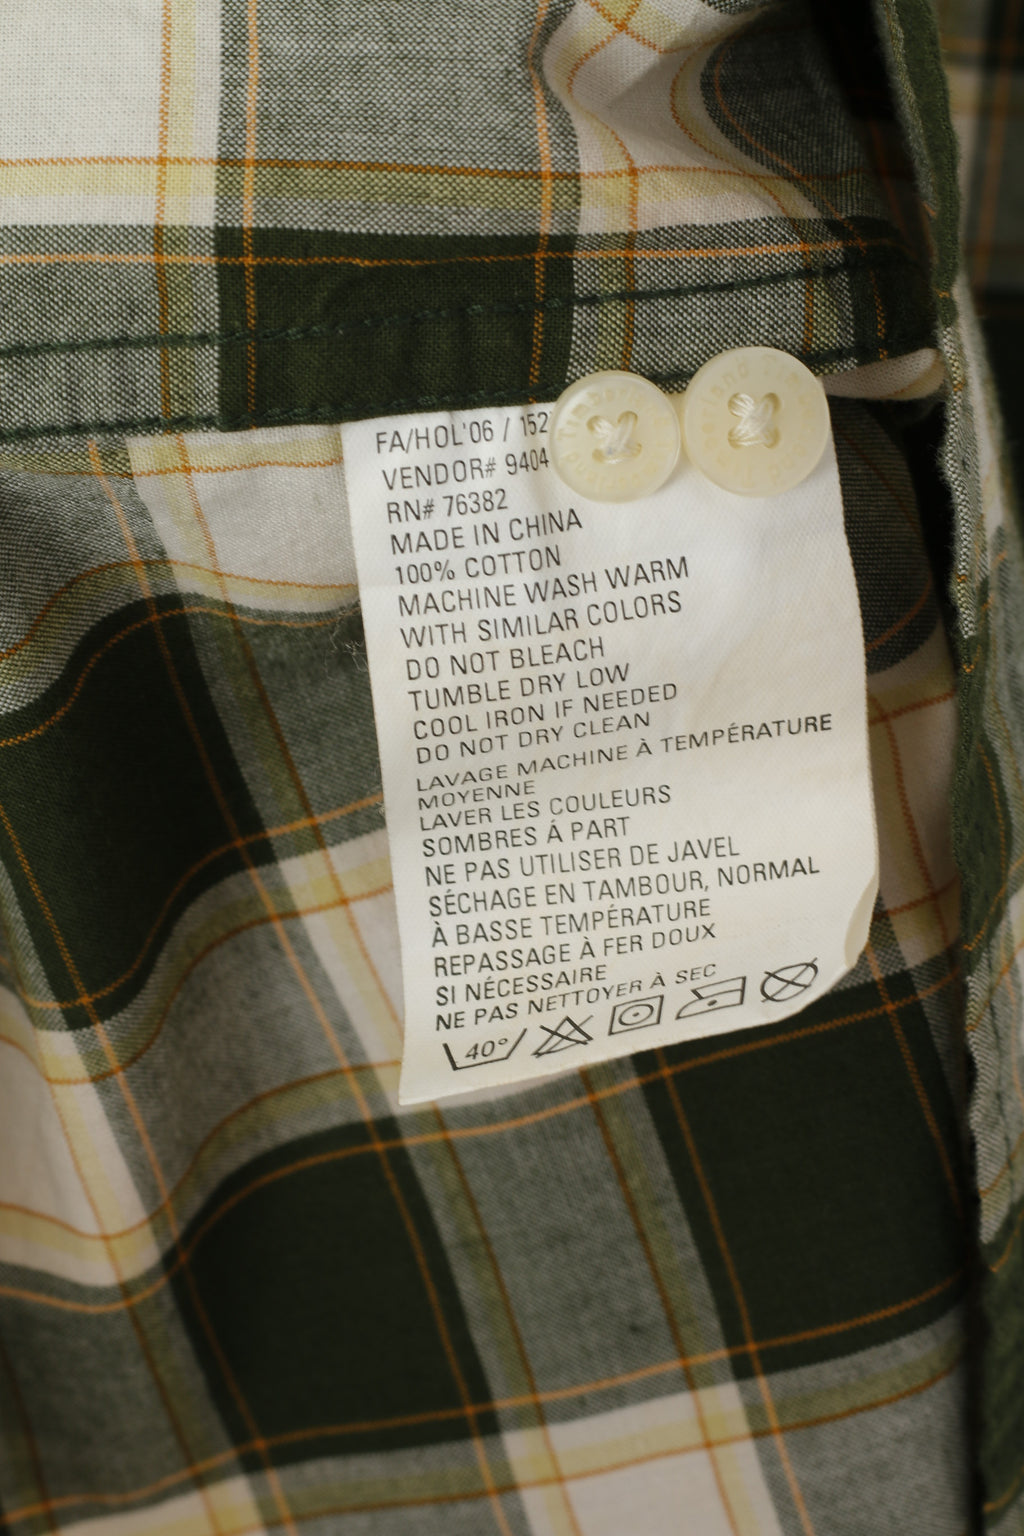 FA/HOL'06 / 152
VENDOR# 9404
RN# 76382
MADE IN CHINA
100% COTTON
MACHINE WASH WARM
WITH SIMILAR COLORS
DO NOT BLEACH
TUMBLE DRY LOW
COOL IRON IF NEEDED
DO NOT DRY CLEAN
LAVAGE MACHINE À TEMPÉRATURE
MOYENNE
LAVER LES COULEURS
SOMBRES Á PART
NE PAS UTILISER DE JAVEL
SÉCHAGE EN TAMBOUR, NORMAL
À BASSE TEMPÉRATURE
REPASSAGE À FER DOUX
SI NÉCESSAIRE
NE PAS NETTOYER À SEC
40°